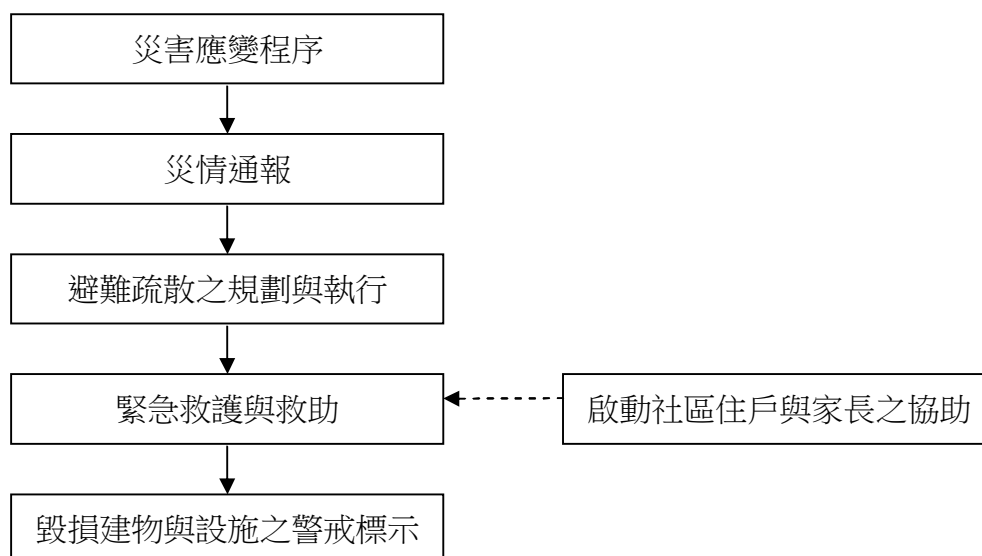 災害應變程序
災情通報
避難疏散之規劃與執行
緊急救護與救助
啟動社區住戶與家長之協助
毀損建物與設施之警戒標示